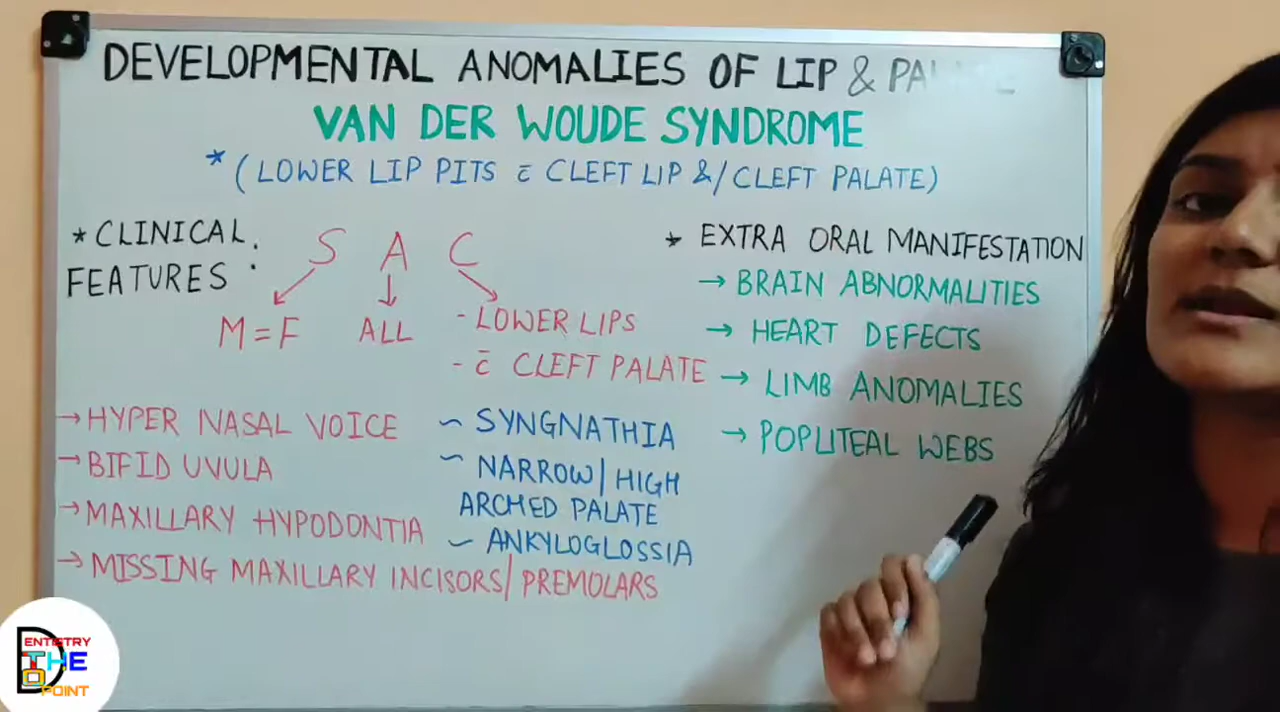 DEVELOPMENTAL ANOMALIES OF LIP & PALATE
VAN DER WOUDE SYNDROME
* (LOWER LIP PITS c̄ CLEFT LIP &/CLEFT PALATE)
* CLINICAL
FEATURES :
S A C
M = F
ALL
- LOWER LIPS
- c̄ CLEFT PALATE
→ HYPER NASAL VOICE
→ BIFID UVULA
→ MAXILLARY HYPODONTIA
→ MISSING MAXILLARY INCISORS/PREMOLARS
~ SYNGNATHIA
~ NARROW/HIGH
ARCHED PALATE
~ ANKYLOGLOSSIA
* EXTRA ORAL MANIFESTATION
→ BRAIN ABNORMALITIES
→ HEART DEFECTS
→ LIMB ANOMALIES
→ POPLITEAL WEBS
DENTISTRY
THE
TO
POINT